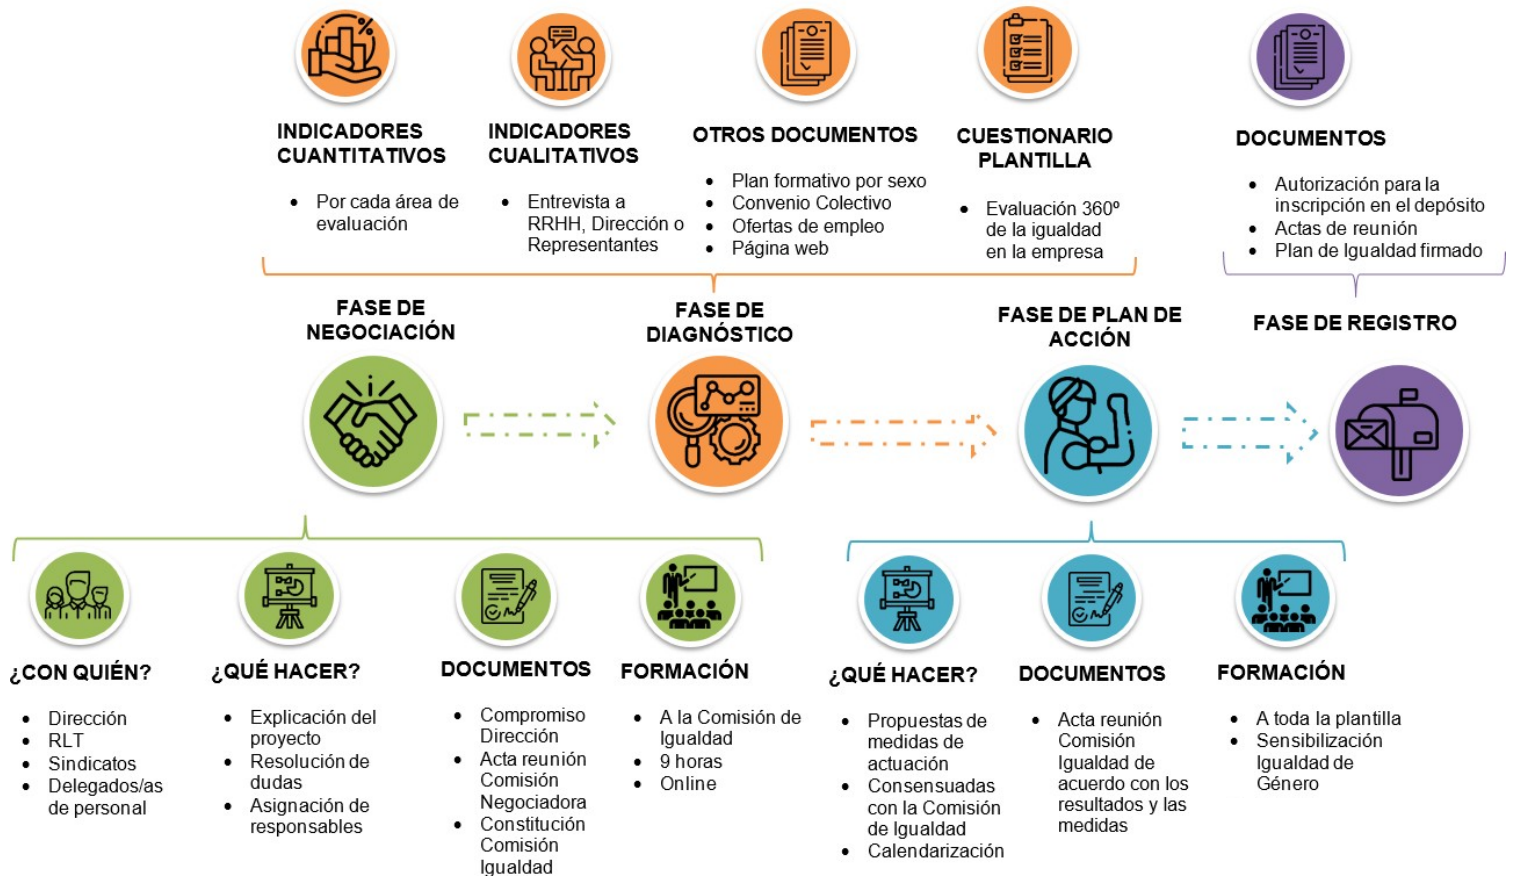 %
INDICADORES
CUANTITATIVOS
• Por cada área de
evaluación
INDICADORES
CUALITATIVOS
• Entrevista a
RRHH, Dirección o
Representantes
OTROS DOCUMENTOS
• Plan formativo por sexo
• Convenio Colectivo
• Ofertas de empleo
• Página web
CUESTIONARIO
PLANTILLA
• Evaluación 360º
de la igualdad
en la empresa
DOCUMENTOS
• Autorización para la
inscripción en el depósito
• Actas de reunión
• Plan de Igualdad firmado
FASE DE
NEGOCIACIÓN
FASE DE
DIAGNÓSTICO
FASE DE PLAN DE
ACCIÓN
FASE DE REGISTRO
¿CON QUIÉN?
• Dirección
• RLT
• Sindicatos
• Delegados/as
de personal
¿QUÉ HACER?
• Explicación del
proyecto
• Resolución de
dudas
• Asignación de
responsables
DOCUMENTOS
• Compromiso
Dirección
• Acta reunión
Comisión
Negociadora
• Constitución
Comisión
Igualdad
FORMACIÓN
• A la Comisión de
Igualdad
• 9 horas
• Online
¿QUÉ HACER?
• Propuestas de
medidas de
actuación
• Consensuadas
con la Comisión
de Igualdad
• Calendarización
DOCUMENTOS
• Acta reunión
Comisión
Igualdad de
acuerdo con los
resultados y las
medidas
FORMACIÓN
• A toda la plantilla
• Sensibilización
Igualdad de
Género